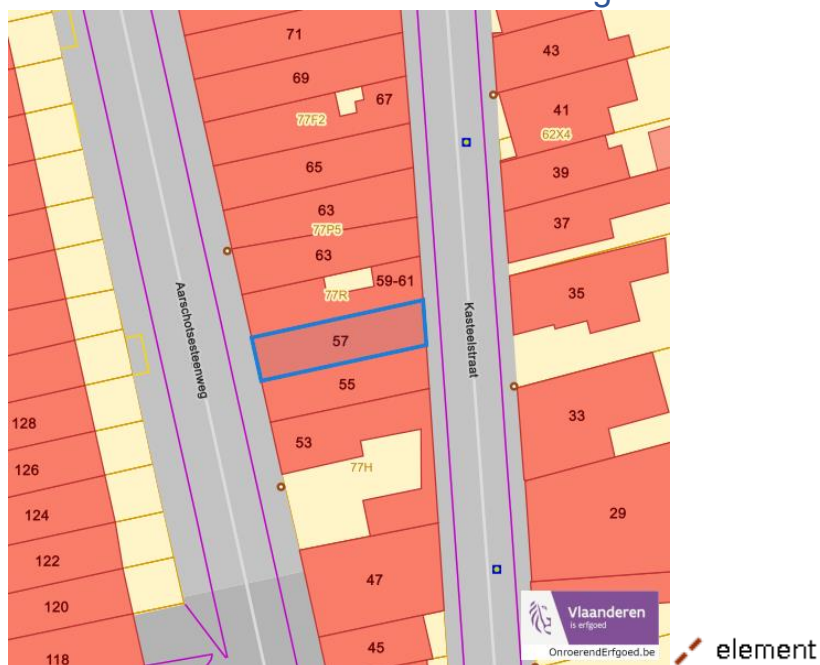 71
43
69
67
41
77F2
62X4
65
39
63
37
77P5
63
59-61
35
77R
Aarschotsesteenweg
Kasteelstraat
57
55
33
128
53
126
77H
124
29
122
47
120
Vlaanderen
is erfgoed
OnroerendErfgoed.be
element
45
118